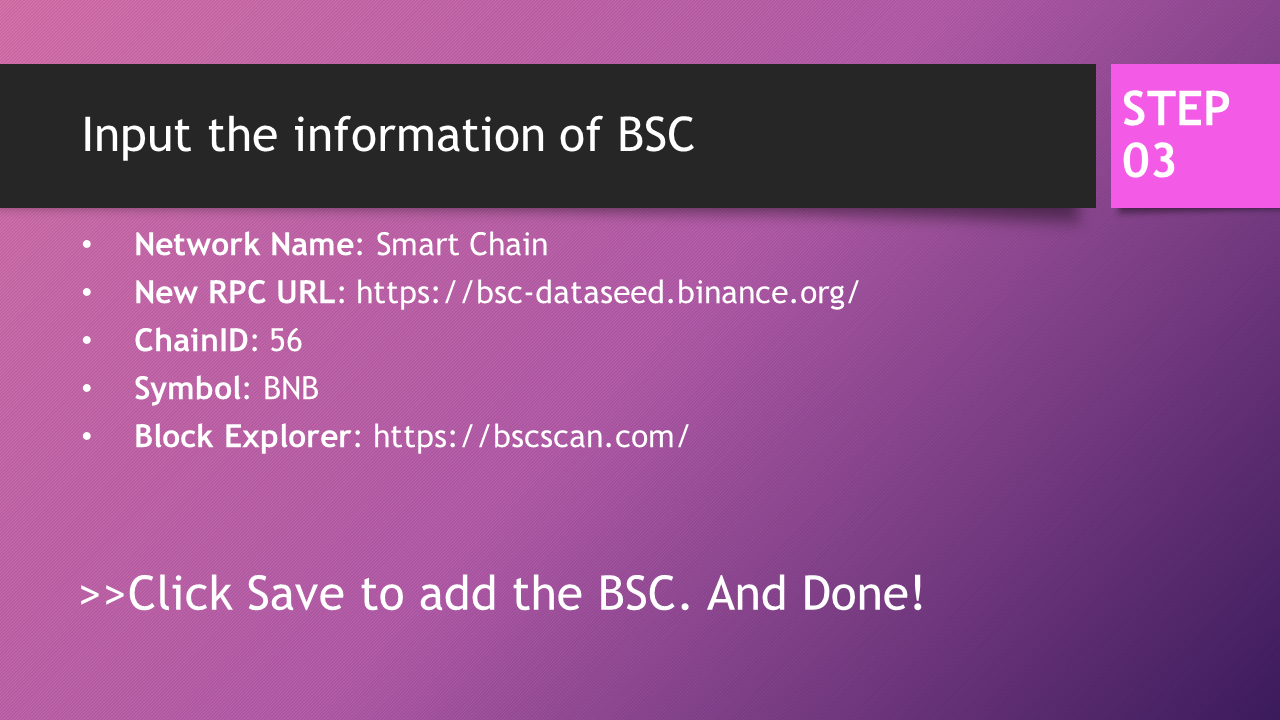 Input the information of BSC
STEP
03
• Network Name: Smart Chain
• New RPC URL: https://bsc-dataseed.binance.org/
• ChainID: 56
• Symbol: BNB
• Block Explorer: https://bscscan.com/
>>Click Save to add the BSC. And Done!